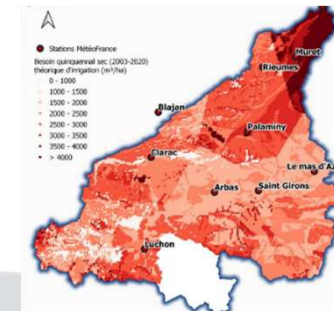 Stations MétéoFrance
Besoin quinquennal sec (2003-2020)
théorique d'irrigation (m³/ha)
0 - 1000
1000 - 1500
1500 - 2000
2000 - 2500
2500 - 3000
3000 - 3500
3500 - 4000
> 4000
Muret
Rieumes
Blajan
Palaminy
Clarac
Le mas d'Az
Arbas
Saint Girons
Luchon